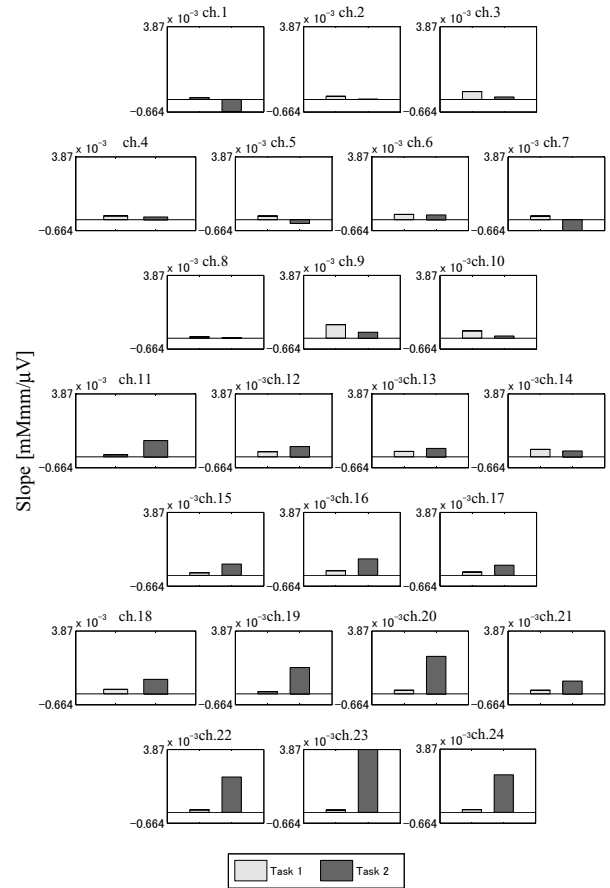 3.87 x 10⁻³ ch.1 3.87 x 10⁻³ ch.2 3.87 x 10⁻³ ch.3
-0.664 -0.664 -0.664
ch.4 ch.5 ch.6 ch.7
3.87 x 10⁻³ 3.87 x 10⁻³ 3.87 x 10⁻³ 3.87 x 10⁻³
-0.664 -0.664 -0.664 -0.664
ch.8 ch.9 ch.10
3.87 x 10⁻³ 3.87 x 10⁻³ 3.87 x 10⁻³
-0.664 -0.664 -0.664
Slope [mMmm/μV]
3.87 x 10⁻³ ch.11 3.87 x 10⁻³ ch.12 3.87 x 10⁻³ ch.13 3.87 x 10⁻³ ch.14
-0.664 -0.664 -0.664 -0.664
3.87 x 10⁻³ ch.15 3.87 x 10⁻³ ch.16 3.87 x 10⁻³ ch.17
-0.664 -0.664 -0.664
3.87 x 10⁻³ ch.18 3.87 x 10⁻³ ch.19 3.87 x 10⁻³ ch.20 3.87 x 10⁻³ ch.21
-0.664 -0.664 -0.664 -0.664
3.87 x 10⁻³ ch.22 3.87 x 10⁻³ ch.23 3.87 x 10⁻³ ch.24
-0.664 -0.664 -0.664
Task 1 Task 2